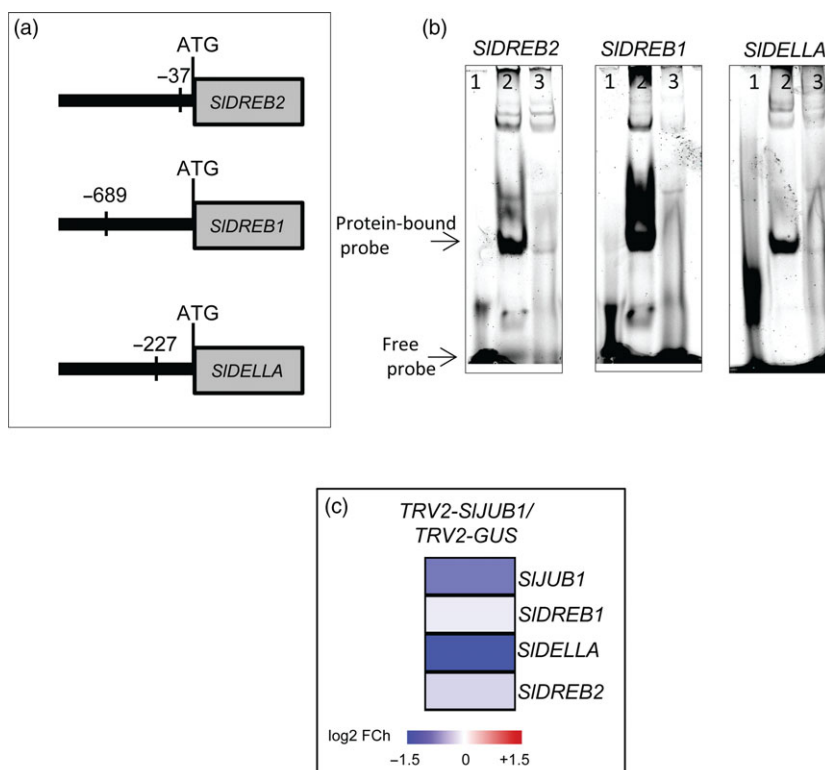 (a)
ATG
–37
SlDREB2
ATG
–689
SlDREB1
ATG
–227
SlDELLA
(b)
SlDREB2 SlDREB1 SlDELLA
1 2 3 1 2 3 1 2 3
Protein-bound
probe
Free
probe
(c)
TRV2-SlJUB1/
TRV2-GUS
SlJUB1
SlDREB1
SlDELLA
SlDREB2
log2 FCh
–1.5 0 +1.5